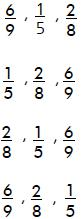 6/9 , 1/5 , 2/8
1/5 , 2/8 , 6/9
2/8 , 1/5 , 6/9
6/9 , 2/8 , 1/5